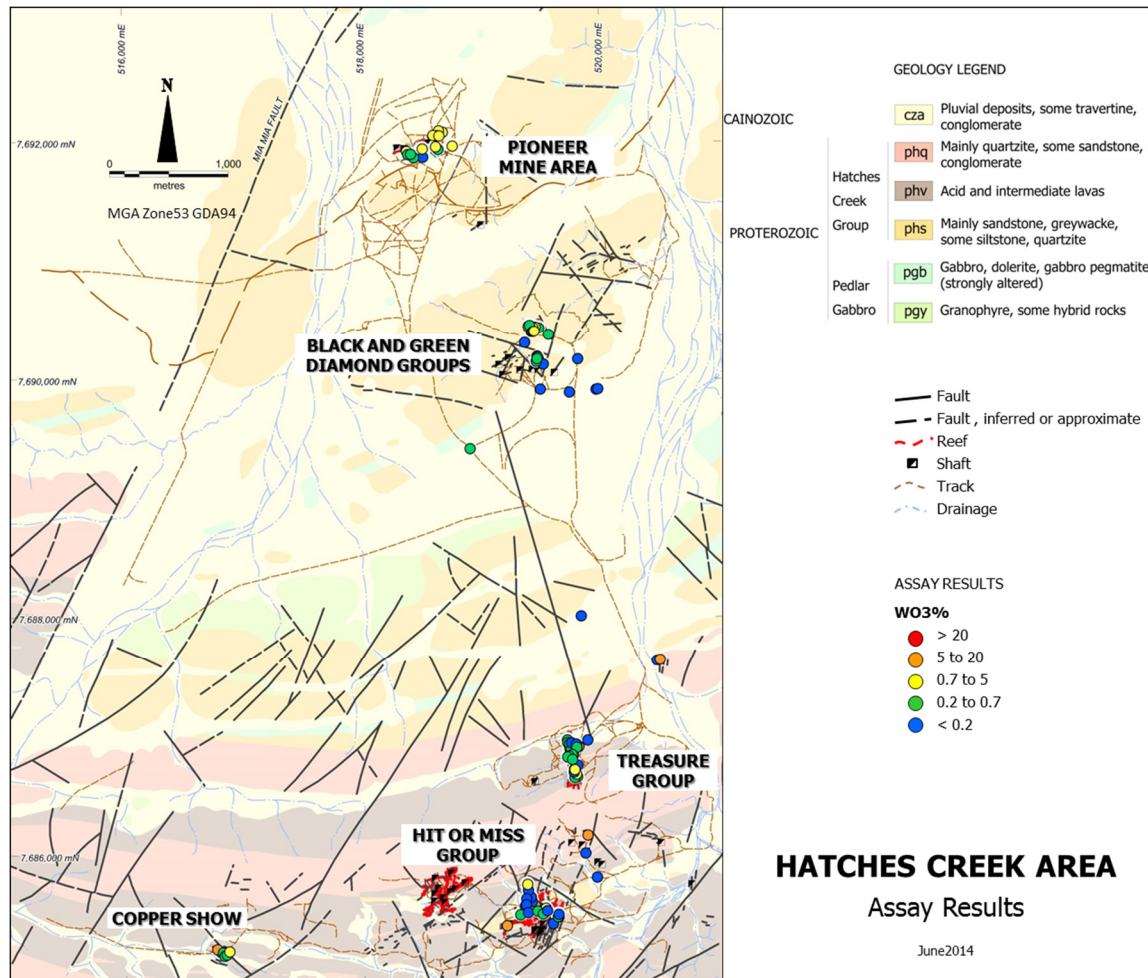 516,000 mE
518,000 mE
520,000 mE
7,692,000 mN
7,690,000 mN
7,688,000 mN
7,686,000 mN
MIA MIA FAULT
N
0 1,000
metres
MGA Zone53 GDA94
PIONEER
MINE AREA
BLACK AND GREEN
DIAMOND GROUPS
TREASURE
GROUP
HIT OR MISS
GROUP
COPPER SHOW
GEOLOGY LEGEND
CAINOZOIC
cza Pluvial deposits, some travertine,
conglomerate
PROTEROZOIC
Hatches
Creek
Group
phq Mainly quartzite, some sandstone,
conglomerate
phv Acid and intermediate lavas
phs Mainly sandstone, greywacke,
some siltstone, quartzite
Pedlar
Gabbro
pgb Gabbro, dolerite, gabbro pegmatite
(strongly altered)
pgy Granophyre, some hybrid rocks
Fault
Fault , inferred or approximate
Reef
Shaft
Track
Drainage
ASSAY RESULTS
WO3%
> 20
5 to 20
0.7 to 5
0.2 to 0.7
< 0.2
HATCHES CREEK AREA
Assay Results
June2014